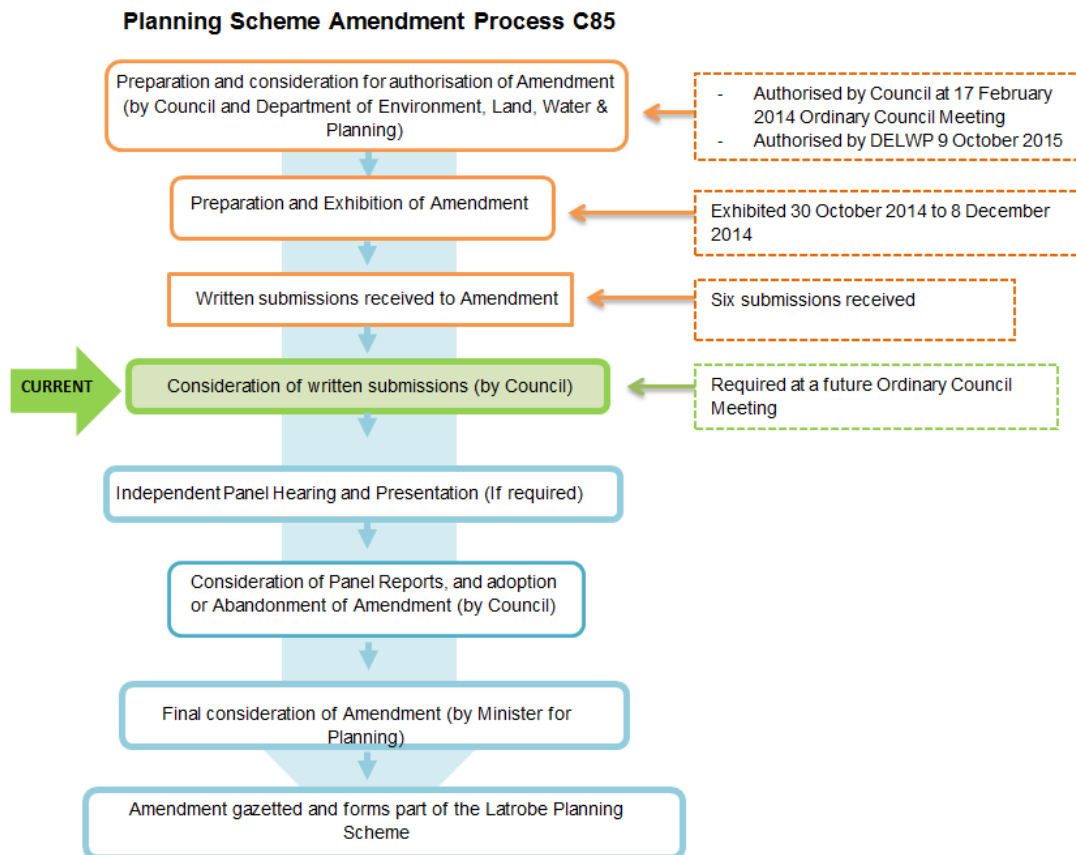 Planning Scheme Amendment Process C85
Preparation and consideration for authorisation of Amendment
(by Council and Department of Environment, Land, Water &
Planning)
- Authorised by Council at 17 February
2014 Ordinary Council Meeting
- Authorised by DELWP 9 October 2015
Preparation and Exhibition of Amendment
Exhibited 30 October 2014 to 8 December
2014
Written submissions received to Amendment
Six submissions received
CURRENT
Consideration of written submissions (by Council)
Required at a future Ordinary Council
Meeting
Independent Panel Hearing and Presentation (If required)
Consideration of Panel Reports, and adoption
or Abandonment of Amendment (by Council)
Final consideration of Amendment (by Minister for
Planning)
Amendment gazetted and forms part of the Latrobe Planning
Scheme